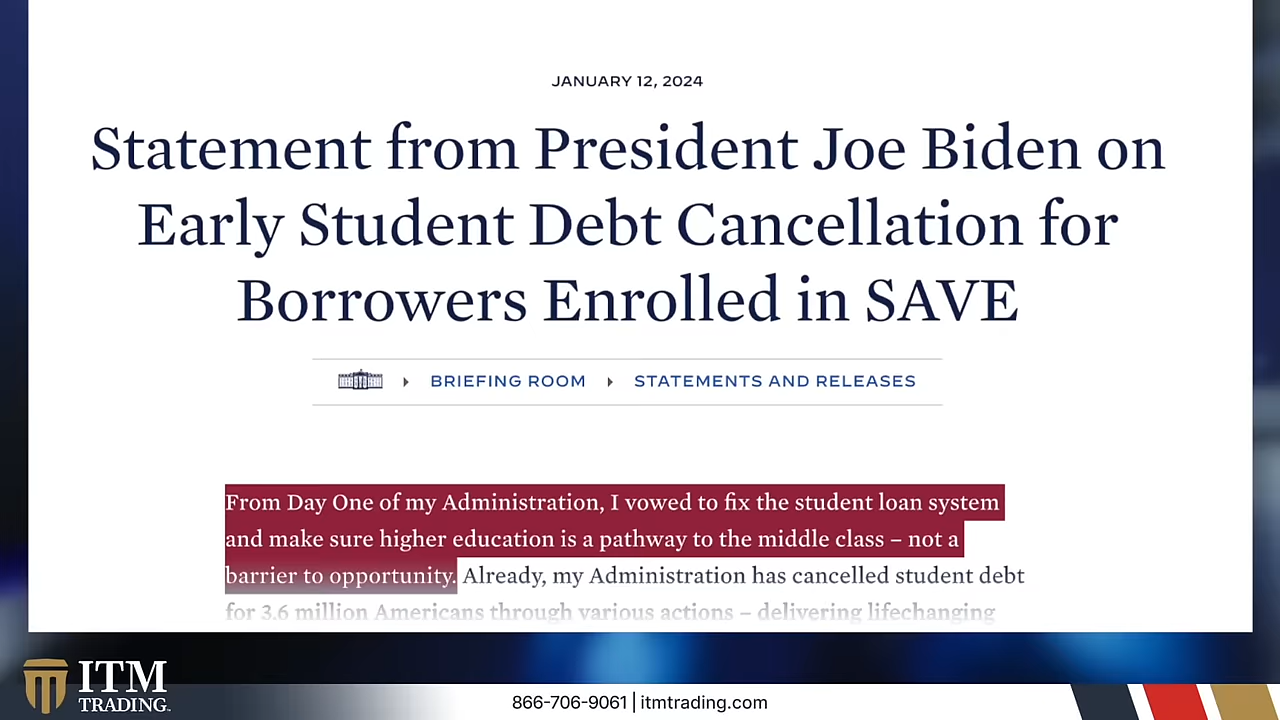 JANUARY 12, 2024
Statement from President Joe Biden on
Early Student Debt Cancellation for
Borrowers Enrolled in SAVE
BRIEFING ROOM
STATEMENTS AND RELEASES
From Day One of my Administration, I vowed to fix the student loan system
and make sure higher education is a pathway to the middle class – not a
barrier to opportunity. Already, my Administration has cancelled student debt
for 3.6 million Americans through various actions – delivering lifechanging
ITM
TRADING.
866-706-9061 | itmtrading.com